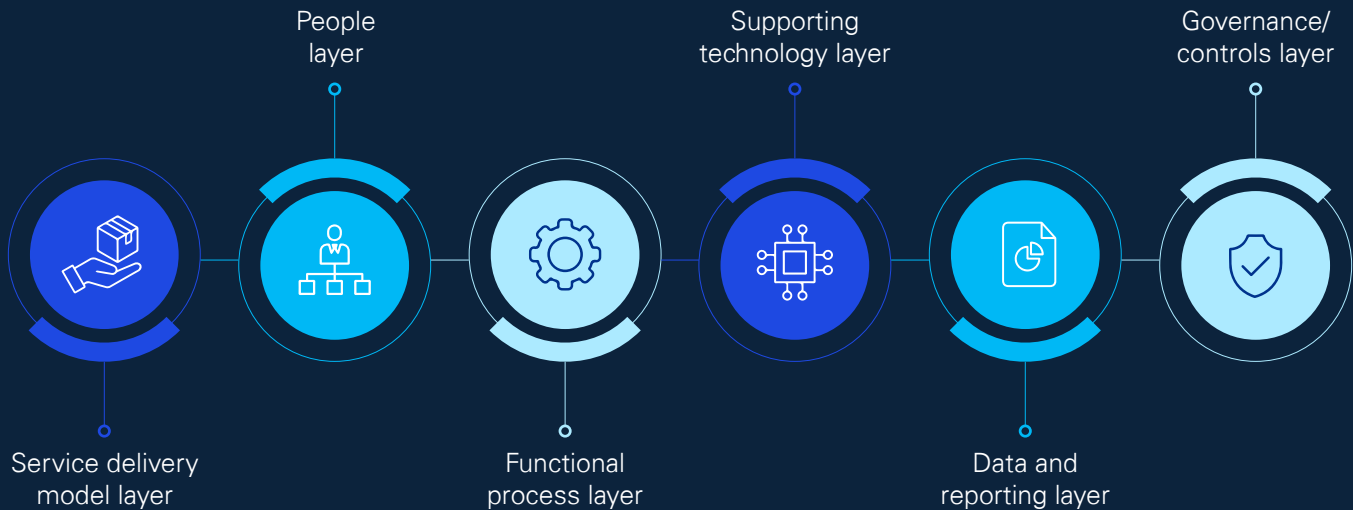 People
layer
Supporting
technology layer
Governance/
controls layer
Service delivery
model layer
Functional
process layer
Data and
reporting layer